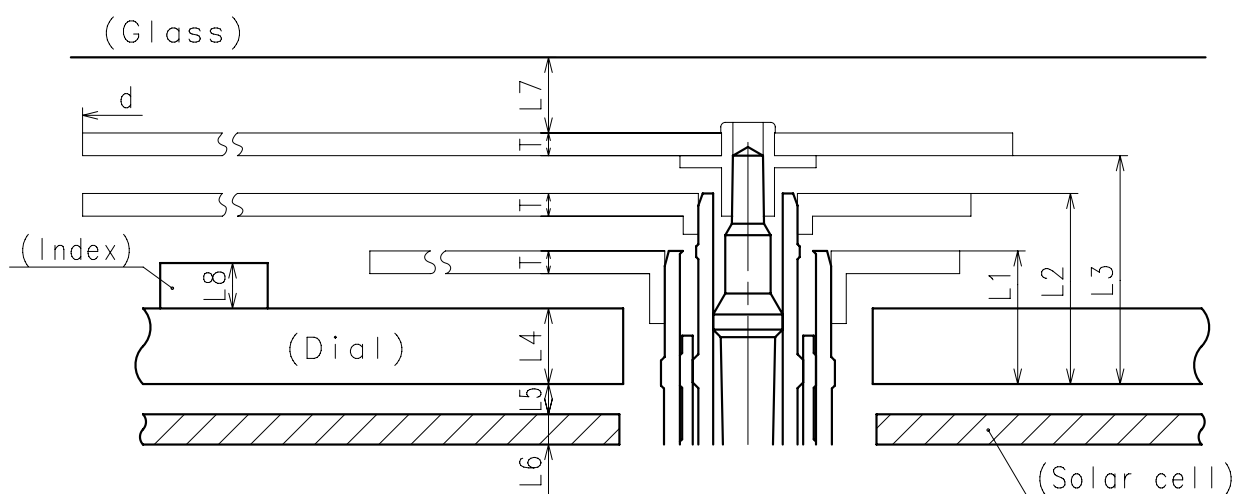 (Glass)
d
L7
T
T
T
(Index)
L8
L1
L2
L3
(Dial)
L4
L5
L6
(Solar cell)